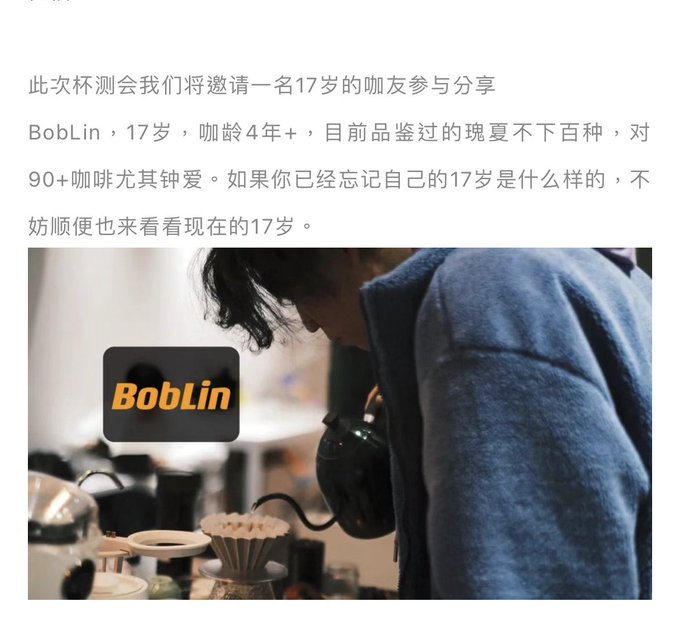 此次杯测会我们将邀请一名17岁的咖友参与分享
BobLin，17岁，咖龄4年+，目前品鉴过的瑰夏不下百种，对
90+咖啡尤其钟爱。如果你已经忘记自己的17岁是什么样的，不
妨顺便也来看看现在的17岁。
BobLin